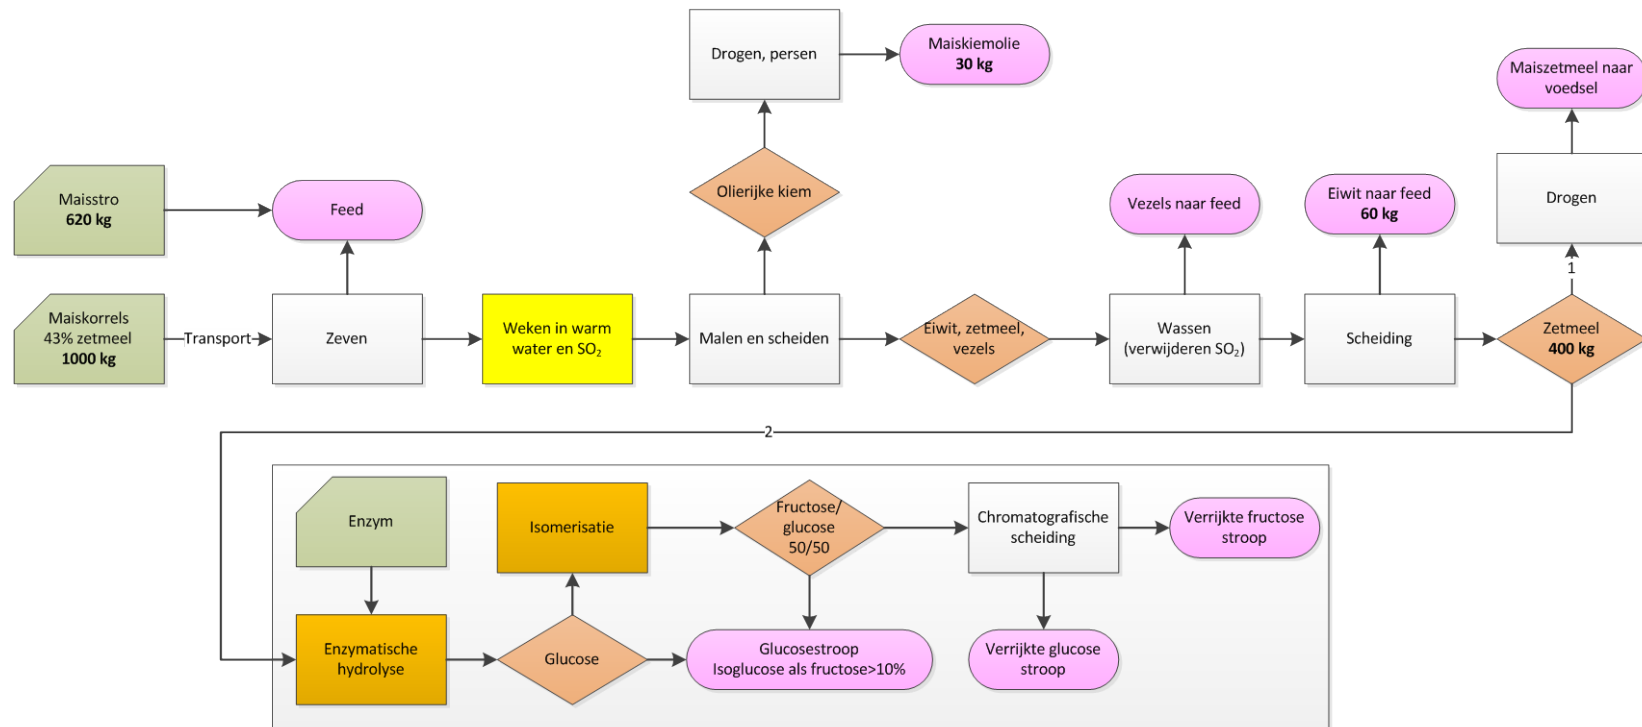 Drogen, persen
Maiskiemolie
30 kg
Maiszetmeel naar
voedsel
Olierijke kiem
Maisstro
620 kg
Feed
Vezels naar feed
Eiwit naar feed
60 kg
Drogen
1
Maiskorrels
43% zetmeel
1000 kg
Transport
Zeven
Weken in warm
water en SO₂
Malen en scheiden
Eiwit, zetmeel,
vezels
Wassen
(verwijderen SO₂)
Scheiding
Zetmeel
400 kg
2
Enzym
Isomerisatie
Fructose/
glucose
50/50
Chromatografische
scheiding
Verrijkte fructose
stroop
Enzymatische
hydrolyse
Glucose
Glucosestroop
Isoglucose als fructose>10%
Verrijkte glucose
stroop